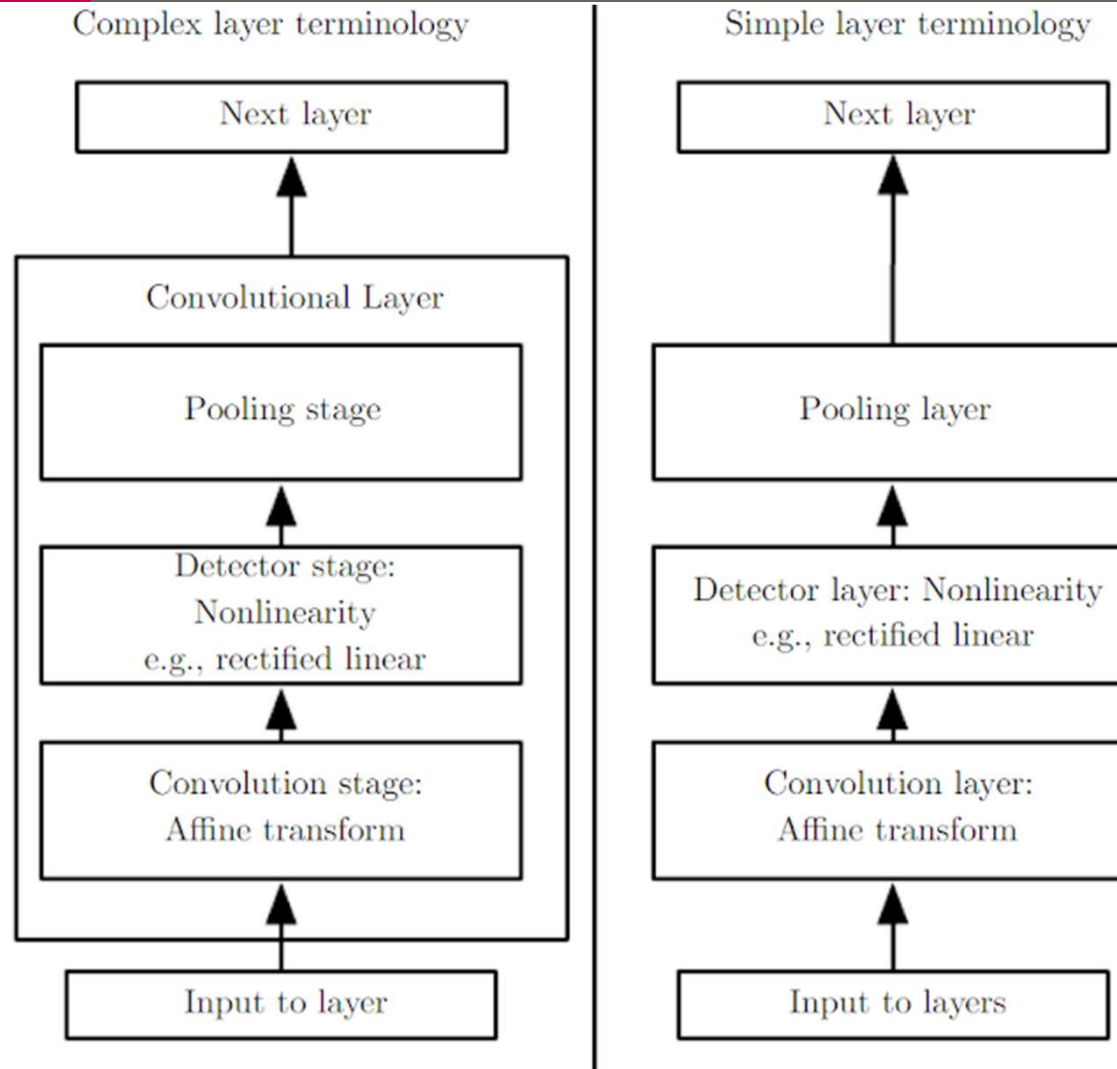 Complex layer terminology
Next layer
Convolutional Layer
Pooling stage
Detector stage:
Nonlinearity
e.g., rectified linear
Convolution stage:
Affine transform
Input to layer
Simple layer terminology
Next layer
Pooling layer
Detector layer: Nonlinearity
e.g., rectified linear
Convolution layer:
Affine transform
Input to layers